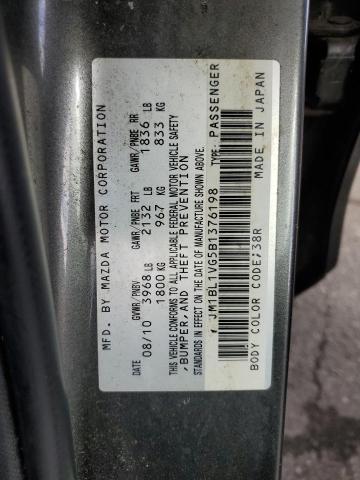 MFD. BY MAZDA MOTOR CORPORATION
DATE GVWR/PNBV GAWR/PNBE FRT GAWR/PNBE RR
08/10 3968 LB 2132 LB 1836 LB
1800 KG 967 KG 833 KG
THIS VEHICLE CONFORMS TO ALL APPLICABLE FEDERAL MOTOR VEHICLE SAFETY
,BUMPER,AND THEFT PREVENTION
STANDARDS IN EFFECT ON THE DATE OF MANUFACTURE SHOWN ABOVE.
JM1BL1VG5B1376198 TYPE: PASSENGER
BODY COLOR CODE;38R MADE IN JAPAN